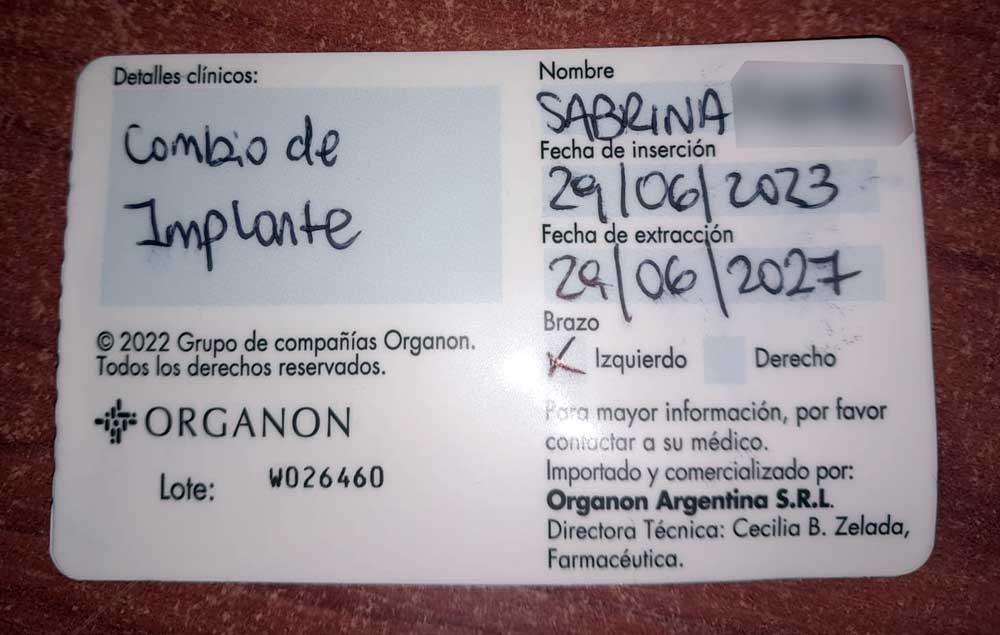 Detalles clínicos:
Cambio de
Implante
© 2022 Grupo de compañías Organon.
Todos los derechos reservados.
ORGANON
Lote: W026460
Nombre
SABRINA
Fecha de inserción
29/06/2023
Fecha de extracción
29/06/2027
Brazo
Izquierdo Derecho
Para mayor información, por favor
contactar a su médico.
Importado y comercializado por:
Organon Argentina S.R.L.
Directora Técnica: Cecilia B. Zelada,
Farmacéutica.